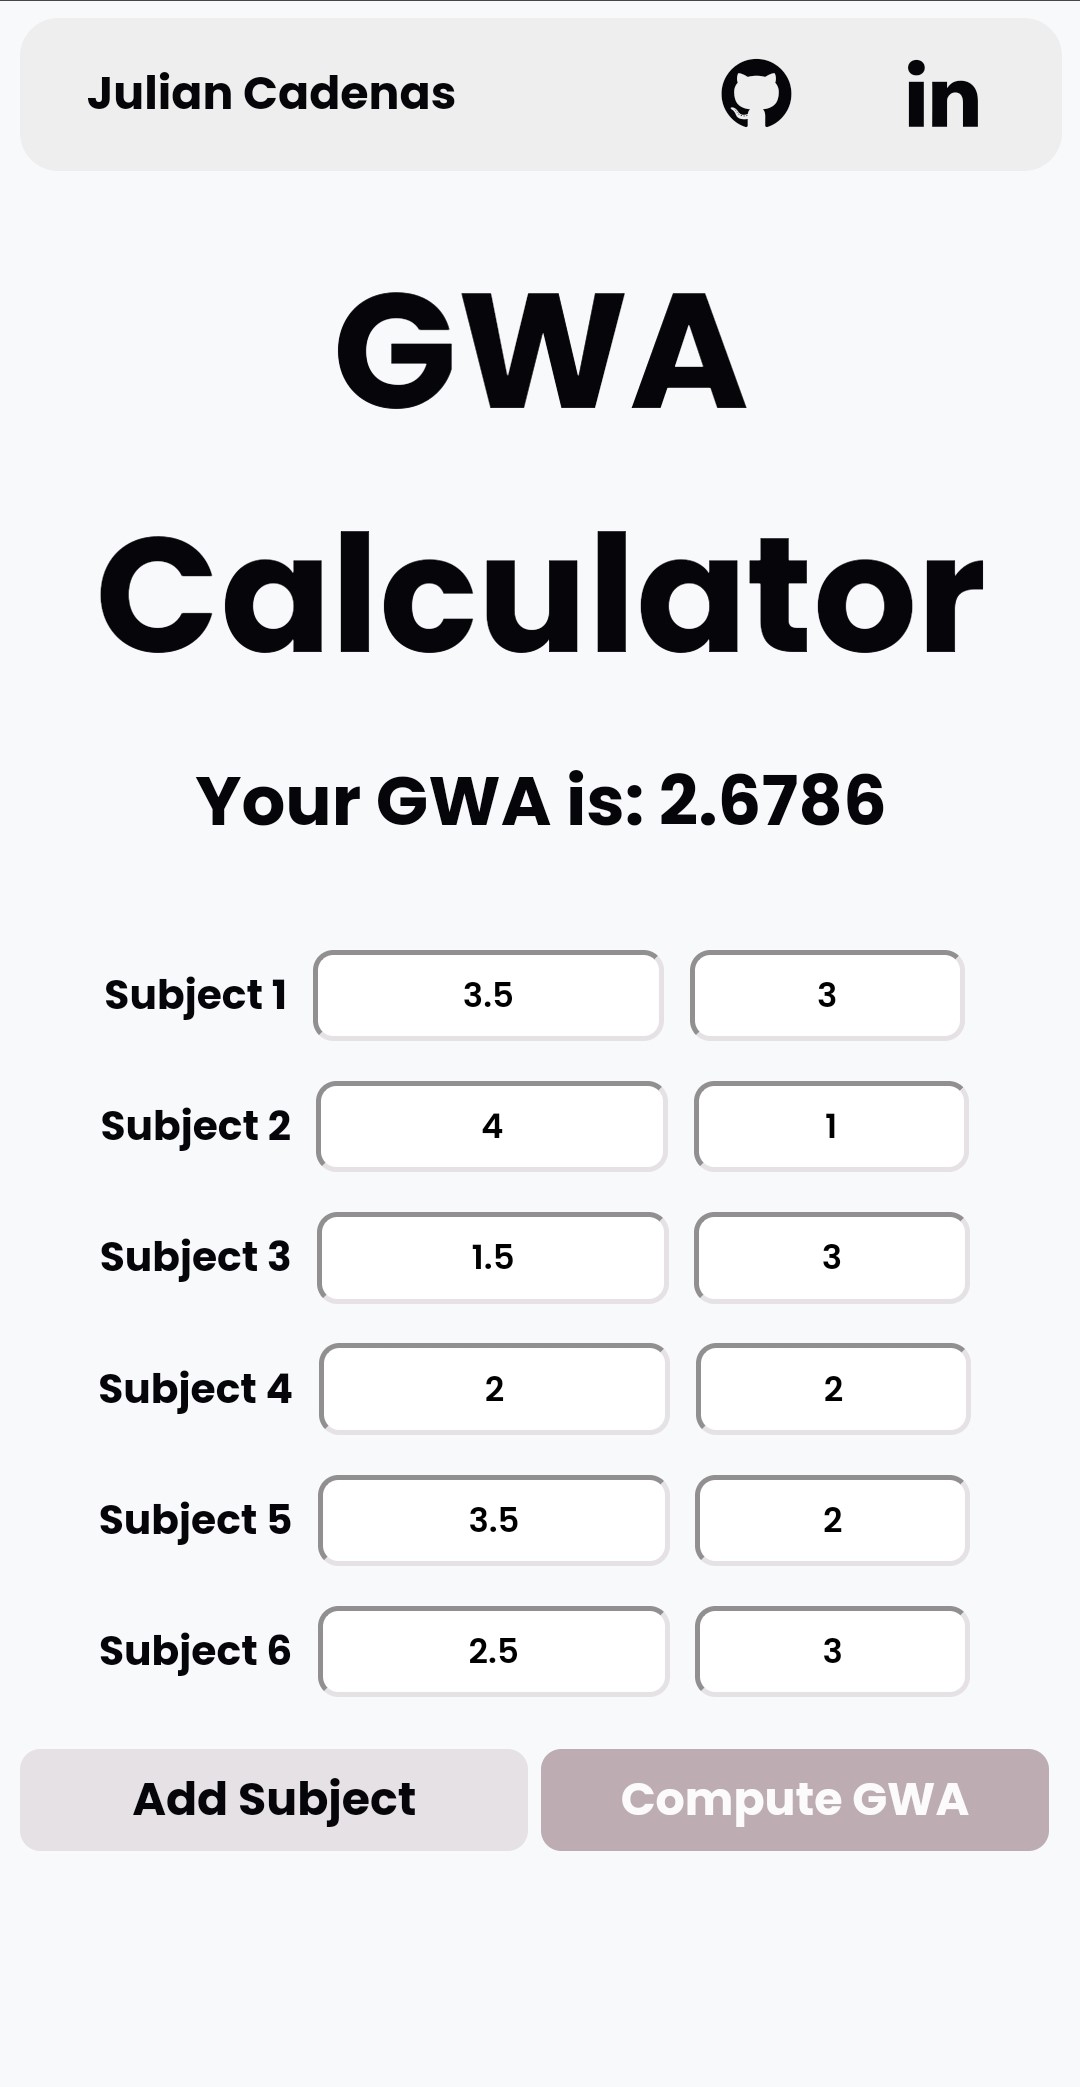 Julian Cadenas in
GWA
Calculator
Your GWA is: 2.6786
Subject 1 3.5 3
Subject 2 4 1
Subject 3 1.5 3
Subject 4 2 2
Subject 5 3.5 2
Subject 6 2.5 3
Add Subject Compute GWA